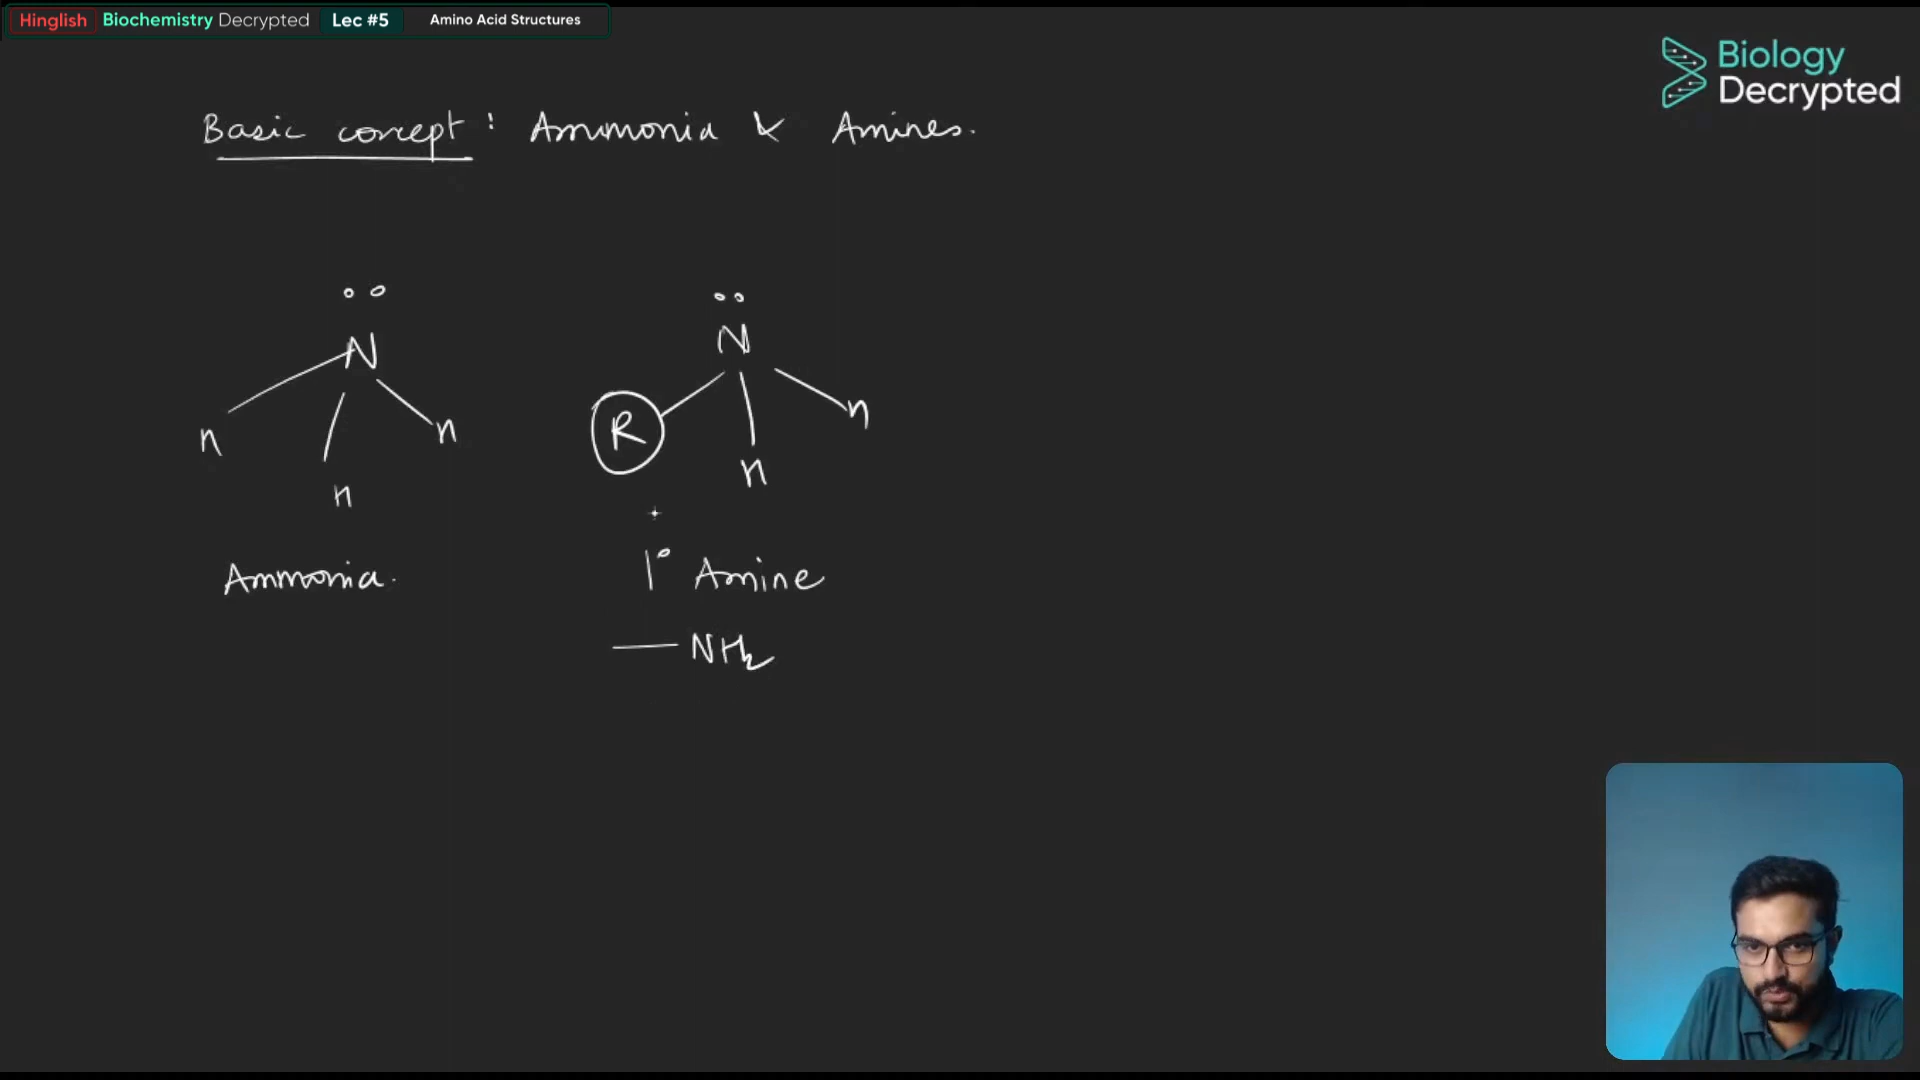 Hinglish Biochemistry Decrypted Lec #5 Amino Acid Structures
Biology
Decrypted
Basic concept : Ammonia & Amines.
N
N
R
n
n
n
n
n
Ammonia.
1° Amine
— NH2